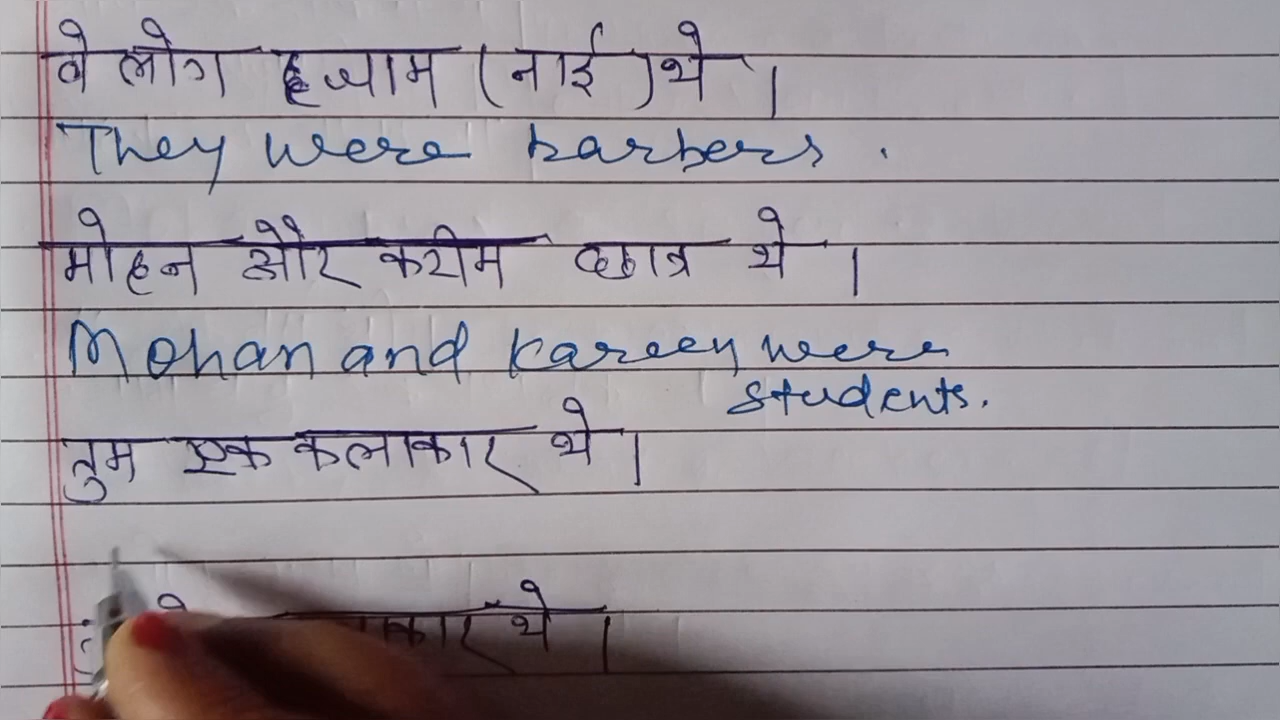 वे लोग हजाम (नाई) थे।
They were barbers.
मोहन और करीम छात्र थे।
Mohan and Kareem were
students.
तुम एक कलाकार थे।
थे।